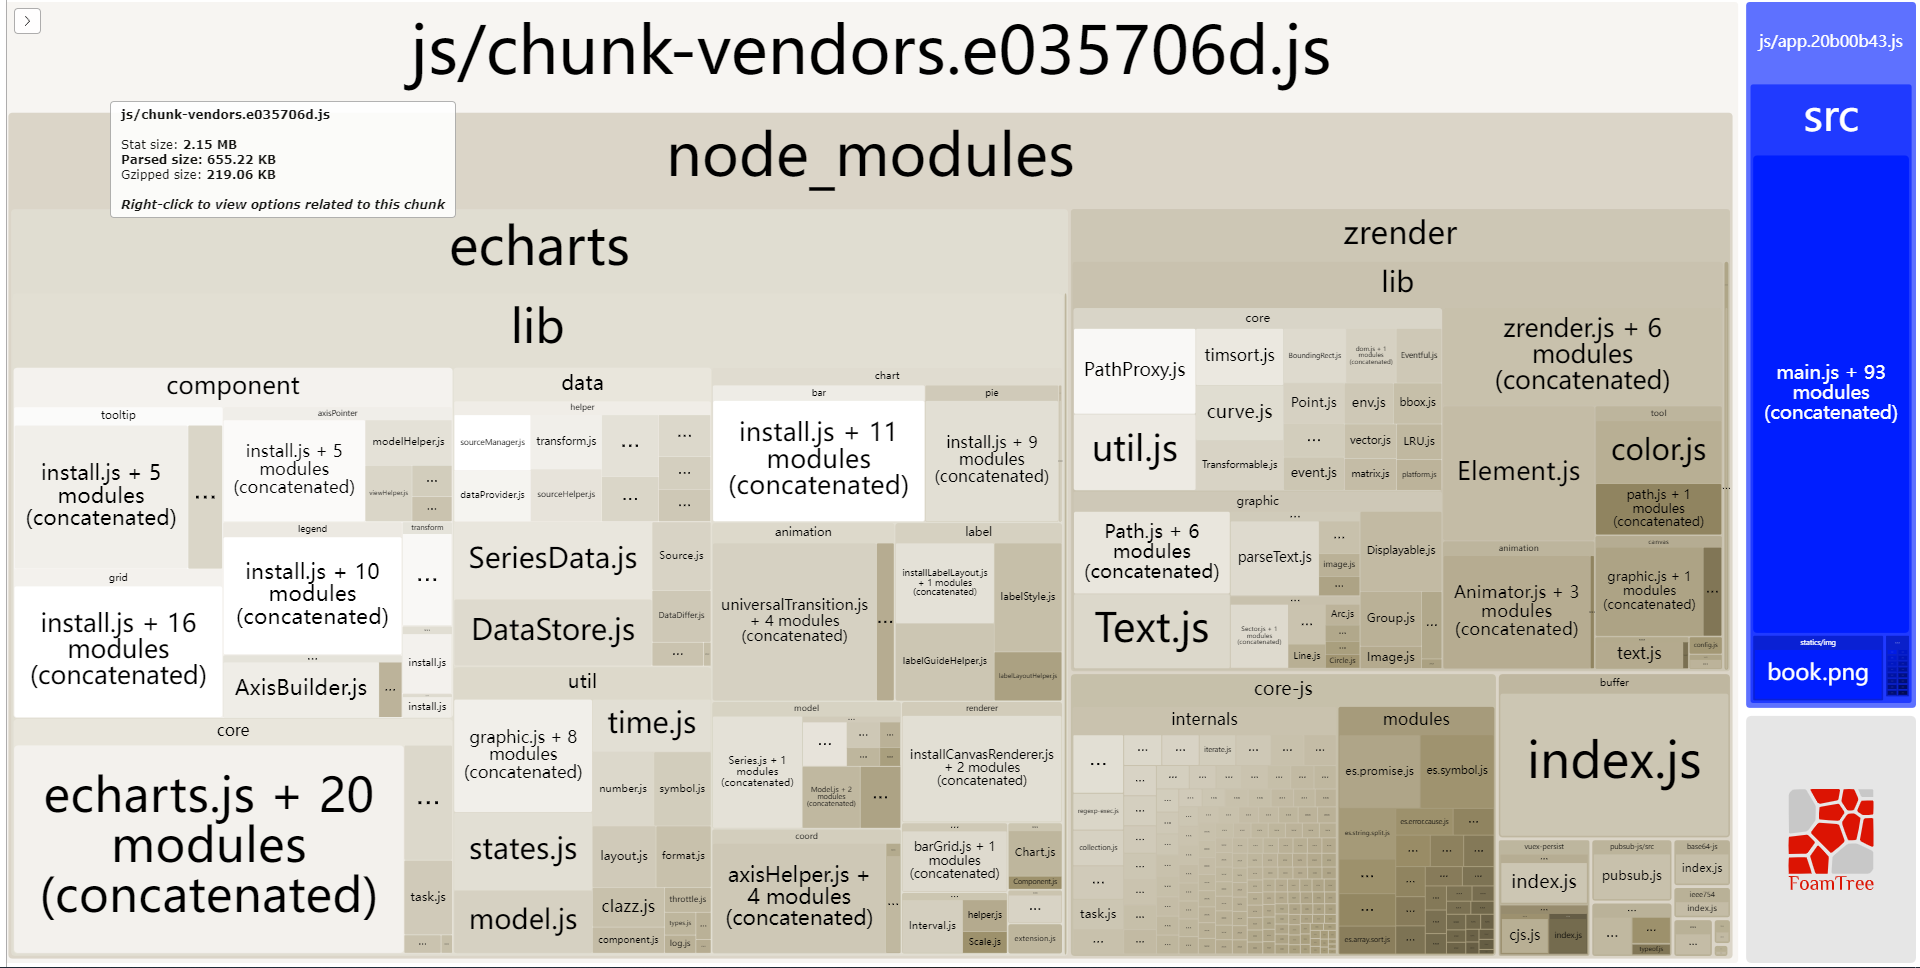 js/chunk-vendors.e035706d.js
js/app.20b00b43.js
js/chunk-vendors.e035706d.js
Stat size: 2.15 MB
Parsed size: 655.22 KB
Gzipped size: 219.06 KB
Right-click to view options related to this chunk
node_modules
echarts
lib
component
tooltip
install.js + 5
modules
(concatenated)
...
axisPointer
install.js + 5
modules
(concatenated)
modelHelper.js
viewHelper.js
...
...
legend
install.js + 10
modules
(concatenated)
transform
...
...
install.js
...
install.js
grid
install.js + 16
modules
(concatenated)
...
AxisBuilder.js
...
core
echarts.js + 20
modules
(concatenated)
...
task.js
...
...
data
helper
sourceManager.js
transform.js
...
...
...
dataProvider.js
sourceHelper.js
...
...
SeriesData.js
Source.js
DataStore.js
DataDiffer.js
...
util
graphic.js + 8
modules
(concatenated)
time.js
number.js
symbol.js
states.js
layout.js
format.js
model.js
clazz.js
throttle.js
types.js
...
component.js
log.js
...
chart
bar
install.js + 11
modules
(concatenated)
pie
install.js + 9
modules
(concatenated)
animation
universalTransition.js
+ 4 modules
(concatenated)
...
label
installLabelLayout.js
+ 1 modules
(concatenated)
labelStyle.js
labelGuideHelper.js
labelLayoutHelper.js
model
Series.js + 1
modules
(concatenated)
...
...
...
...
...
...
Model.js + 2
modules
(concatenated)
...
renderer
installCanvasRenderer.js
+ 2 modules
(concatenated)
coord
axisHelper.js +
4 modules
(concatenated)
...
...
...
barGrid.js + 1
modules
(concatenated)
...
Chart.js
Component.js
...
Interval.js
helper.js
Scale.js
...
...
extension.js
zrender
lib
core
PathProxy.js
timsort.js
BoundingRect.js
dom.js + 1
modules
(concatenated)
Eventful.js
util.js
curve.js
Point.js
env.js
bbox.js
...
vector.js
LRU.js
Transformable.js
event.js
matrix.js
platform.js
graphic
Path.js + 6
modules
(concatenated)
...
parseText.js
...
image.js
...
Displayable.js
Text.js
...
Sector.js + 1
modules
(concatenated)
...
Arc.js
...
Line.js
Circle.js
Group.js
...
Image.js
...
zrender.js + 6
modules
(concatenated)
Element.js
tool
color.js
path.js + 1
modules
(concatenated)
...
animation
Animator.js + 3
modules
(concatenated)
canvas
graphic.js + 1
modules
(concatenated)
...
text.js
config.js
...
core-js
internals
...
...
...
iterate.js
...
...
...
regexp-exec.js
collection.js
...
task.js
...
modules
es.promise.js
es.symbol.js
es.string.split.js
es.error.cause.js
...
...
...
...
...
...
...
...
es.array.sort.js
...
buffer
index.js
vuex-persist
...
index.js
...
cjs.js
index.js
pubsub-js/src
pubsub.js
...
...
...
typeof.js
base64-js
index.js
ieee754
index.js
...
...
...
src
main.js + 93
modules
(concatenated)
statics/img
book.png
...
FoamTree